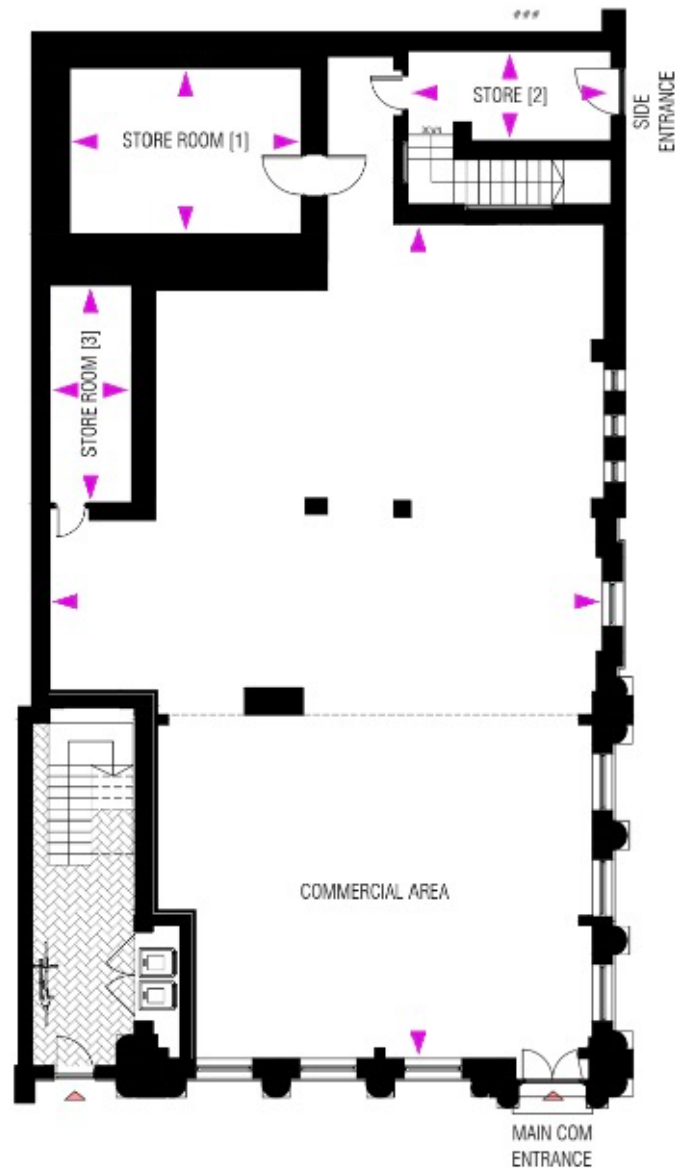 ###
STORE ROOM [1]
STORE [2]
SIDE
ENTRANCE
STORE ROOM [3]
COMMERCIAL AREA
MAIN COM
ENTRANCE